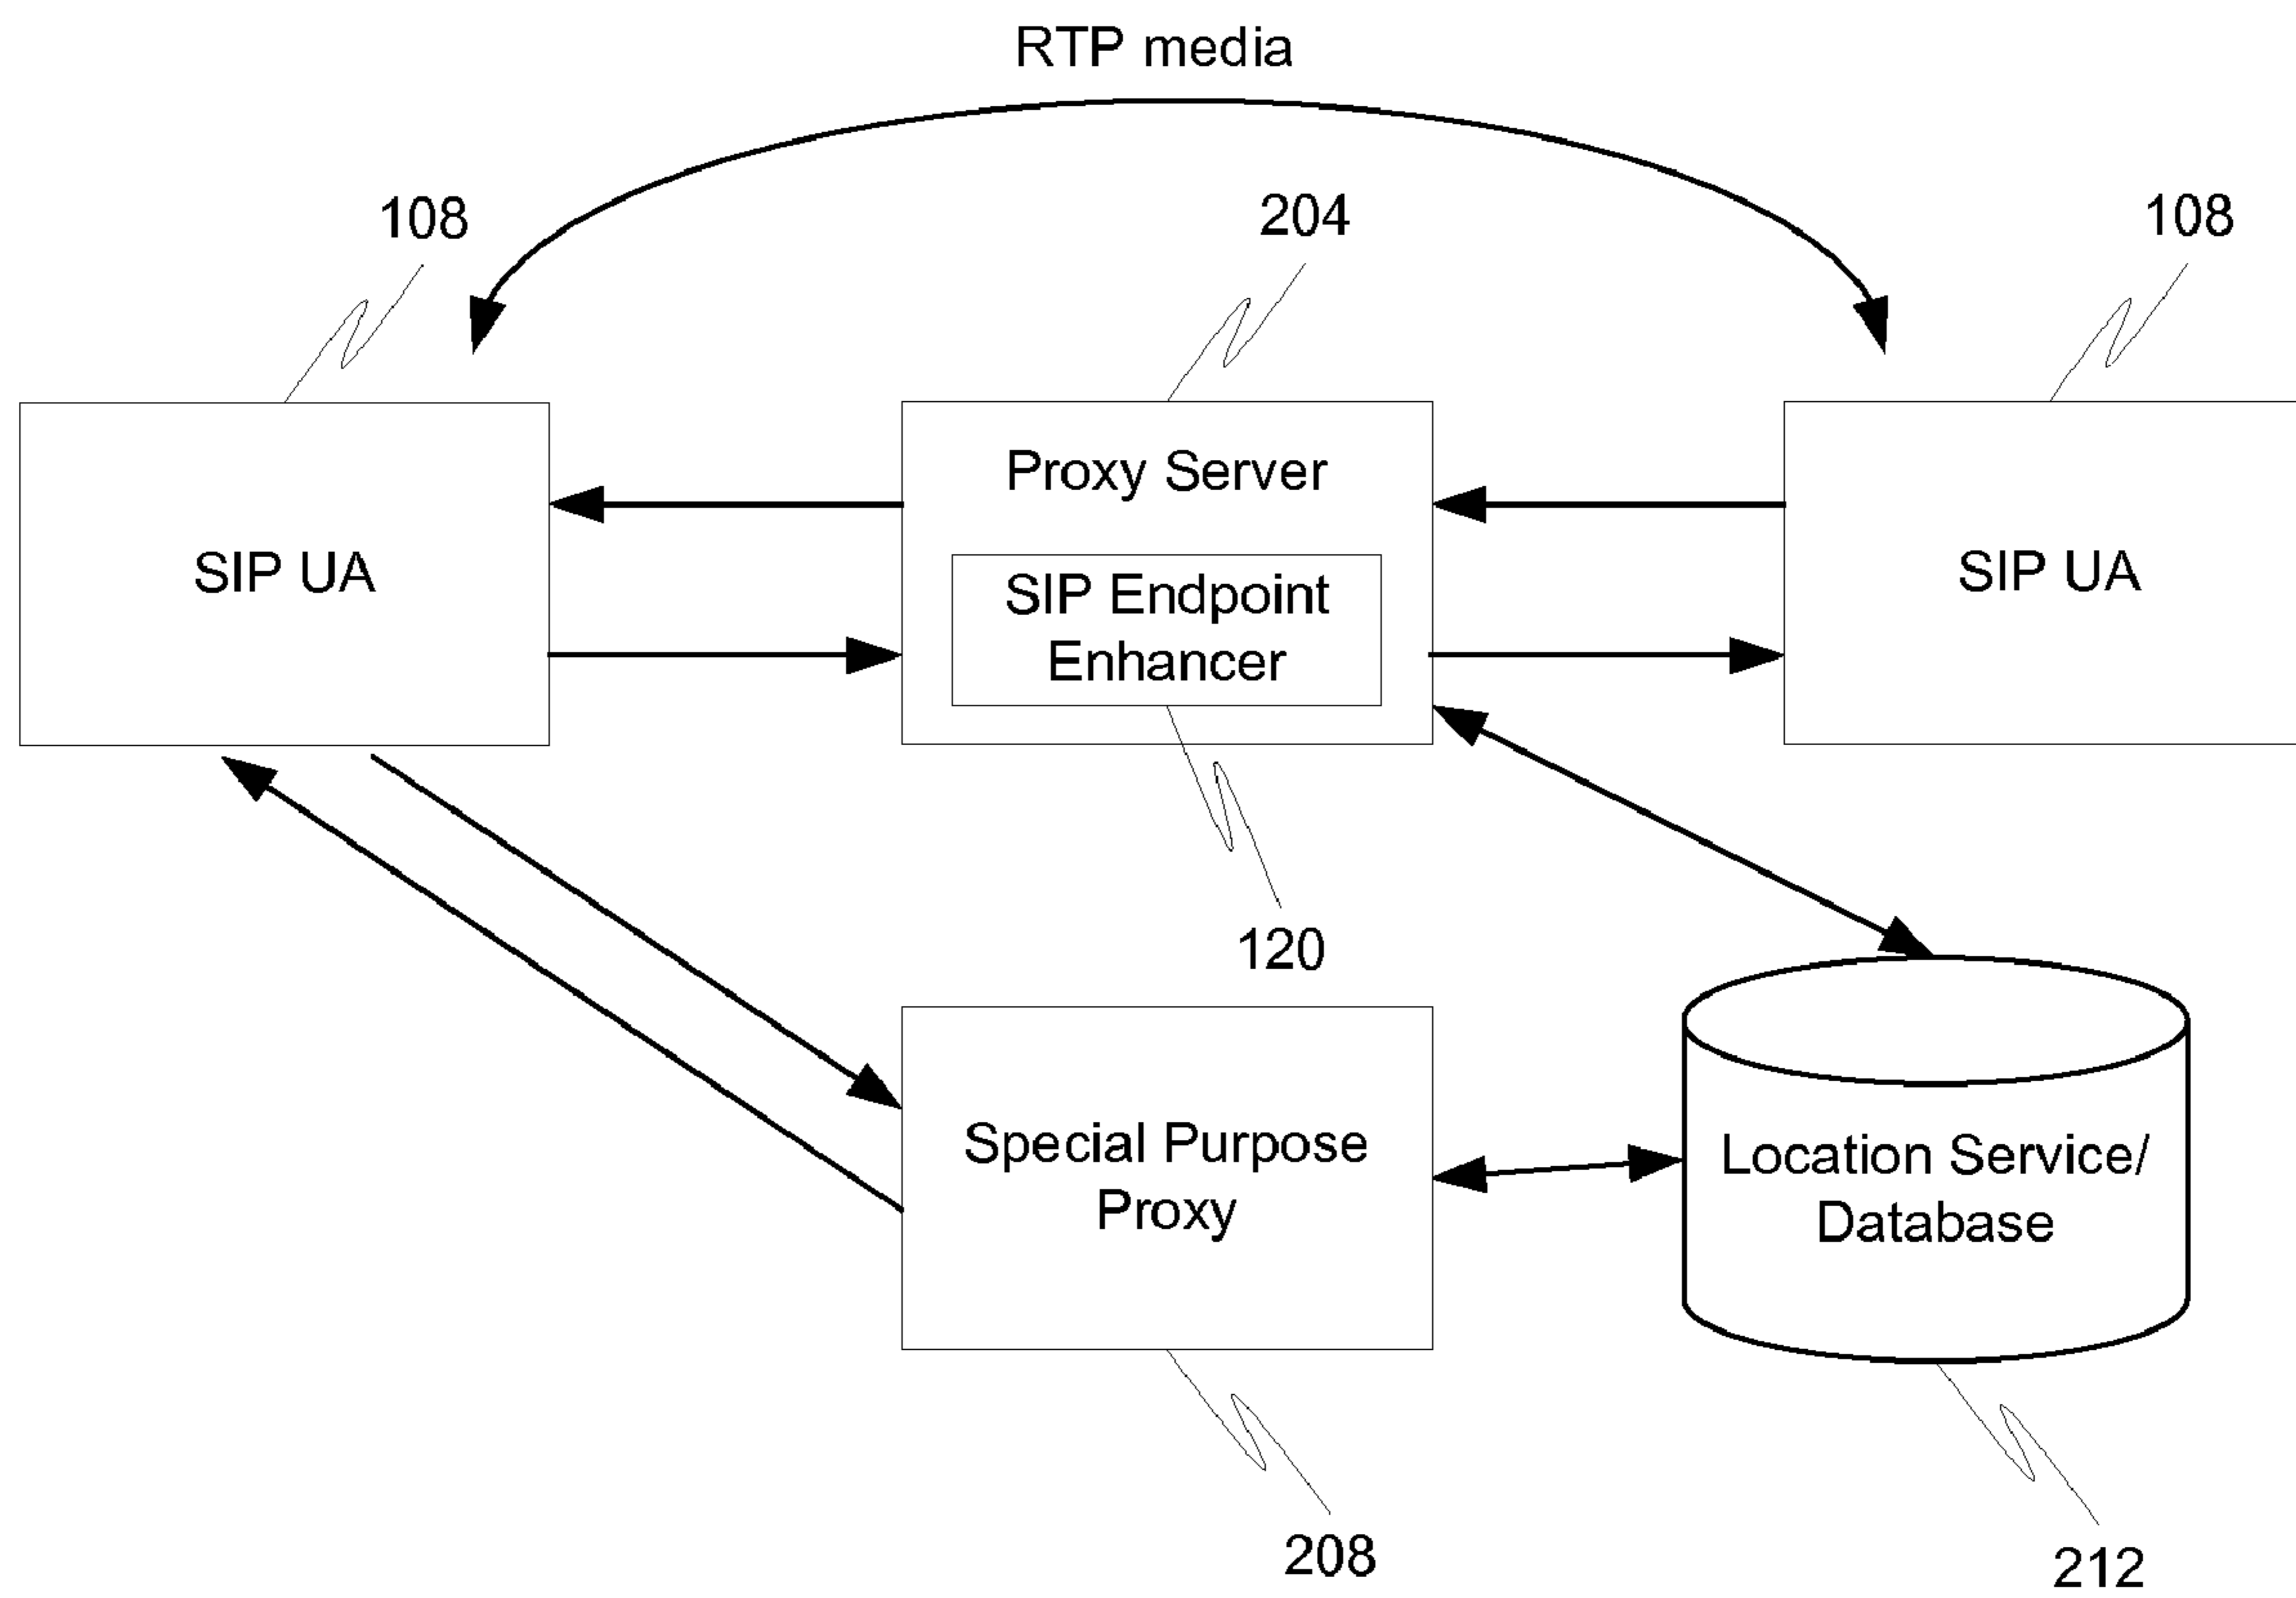 RTP media
108
204
108
SIP UA
Proxy Server
SIP Endpoint
Enhancer
SIP UA
120
Special Purpose
Proxy
Location Service/
Database
208
212